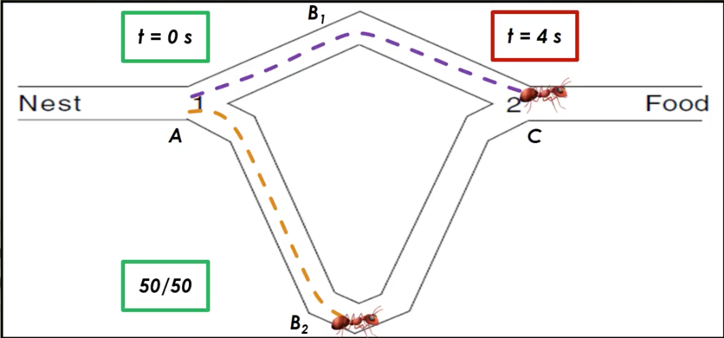 B₁
t = 0 s
t = 4 s
Nest
1
2
Food
A
C
50/50
B₂